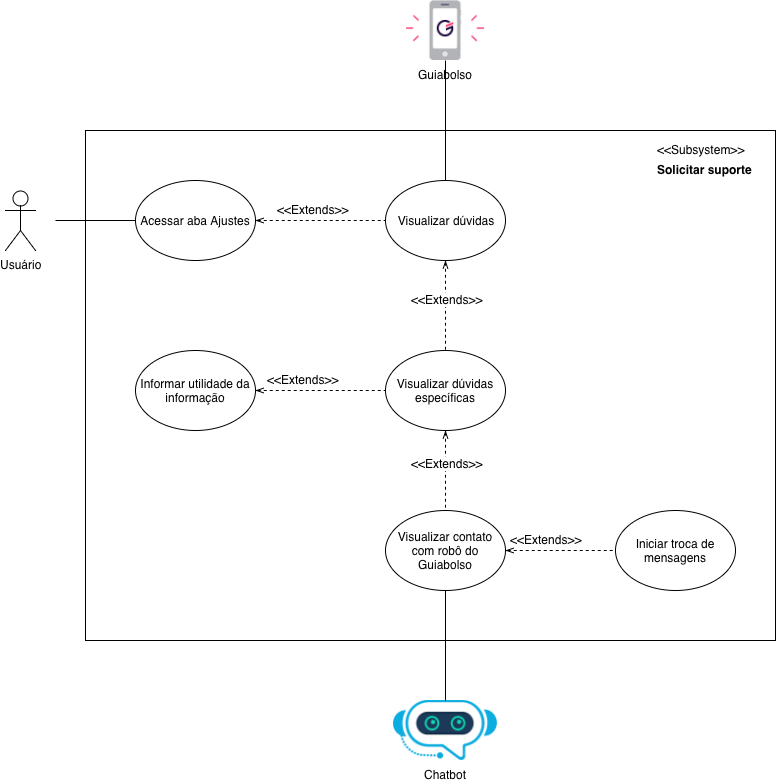 Guiabolso
<<Subsystem>>
Solicitar suporte
Usuário
Acessar aba Ajustes
<<Extends>>
Visualizar dúvidas
<<Extends>>
Informar utilidade da
informação
<<Extends>>
Visualizar dúvidas
específicas
<<Extends>>
Visualizar contato
com robô do
Guiabolso
<<Extends>>
Iniciar troca de
mensagens
Chatbot